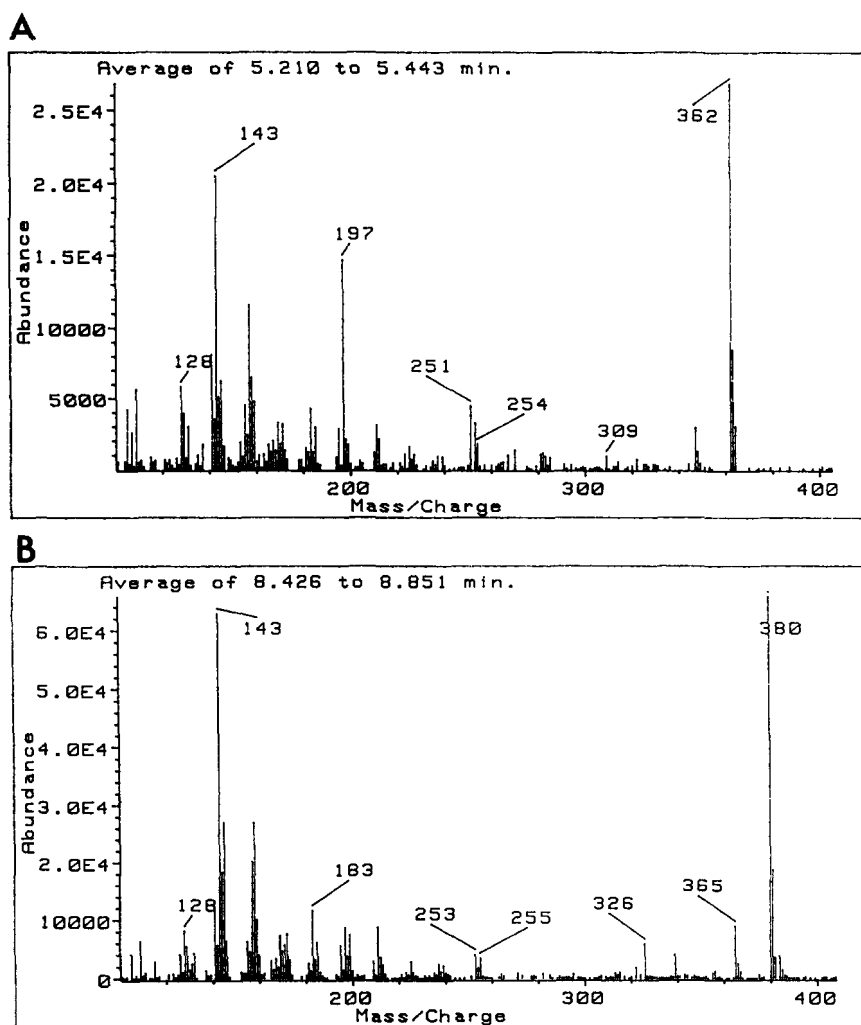 A
Average of 5.210 to 5.443 min.
Abundance
2.5E4
2.0E4
1.5E4
10000
5000
143
197
128
251
254
309
362
200
300
400
Mass/Charge
B
Average of 8.426 to 8.851 min.
Abundance
6.0E4
5.0E4
4.0E4
3.0E4
2.0E4
10000
0
143
380
183
128
253
255
326
365
200
300
400
Mass/Charge